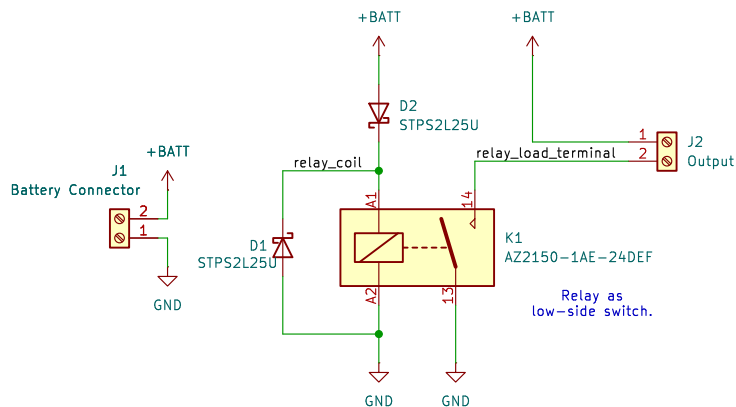 +BATT
+BATT
D2
STPS2L25U
1
J2
relay_load_terminal
2
Output
relay_coil
+BATT
J1
Battery Connector
2
1
A1
14
D1
STPS2L25U
K1
AZ2150-1AE-24DEF
A2
13
GND
Relay as
low-side switch.
GND
GND